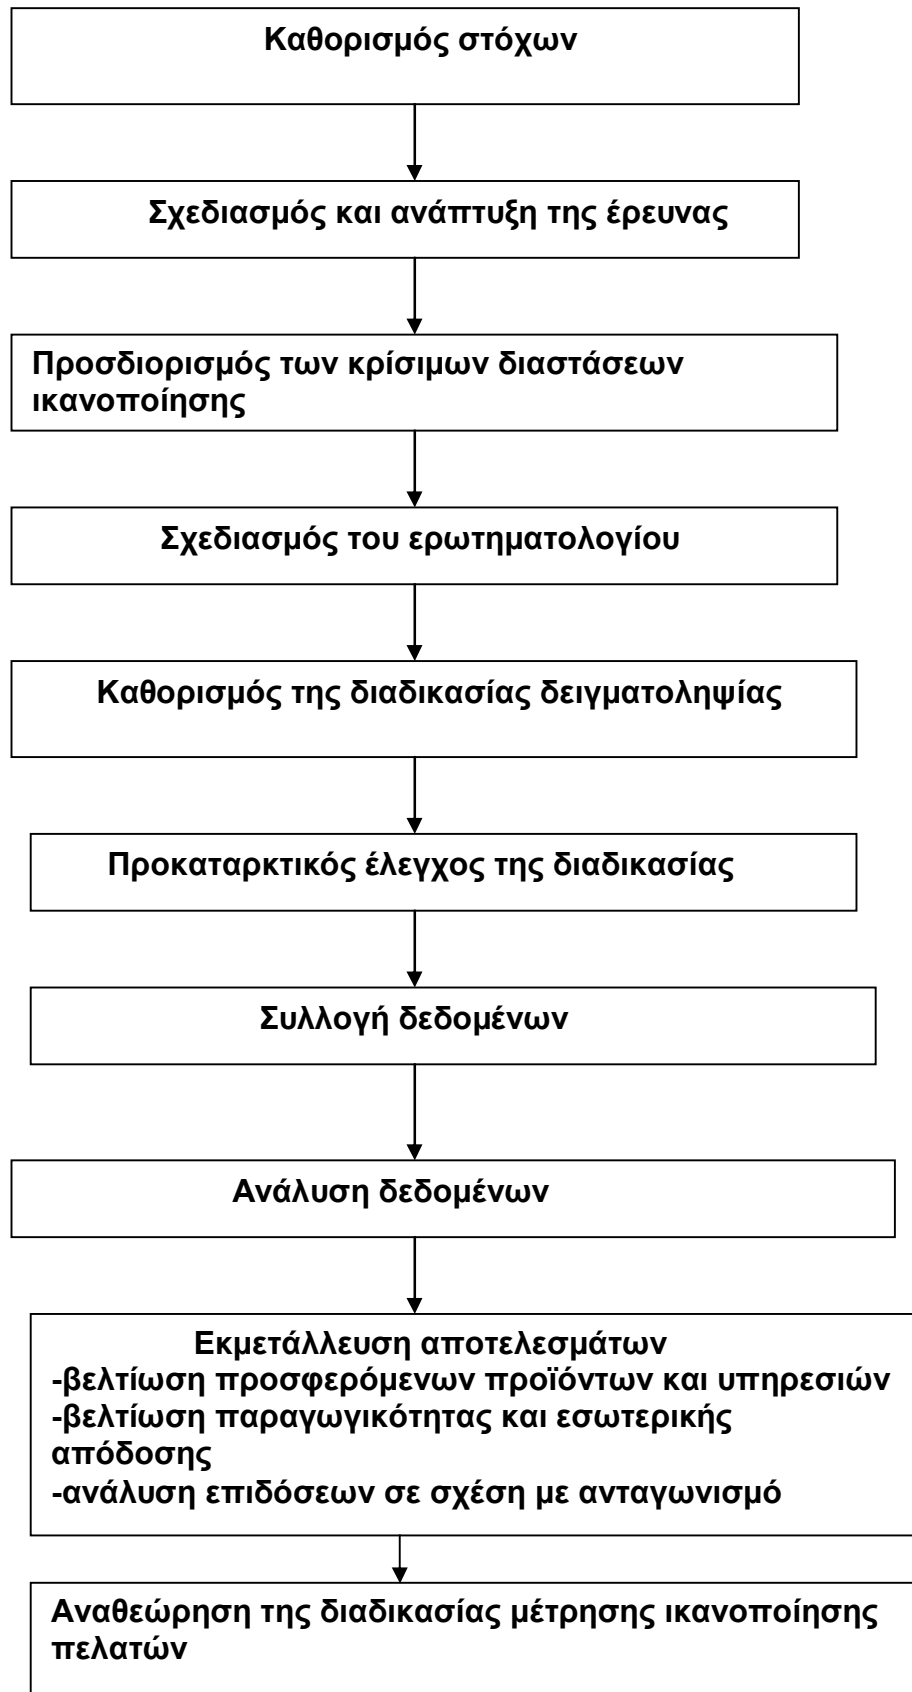 Καθορισμός στόχων
Σχεδιασμός και ανάπτυξη της έρευνας
Προσδιορισμός των κρίσιμων διαστάσεων
ικανοποίησης
Σχεδιασμός του ερωτηματολογίου
Καθορισμός της διαδικασίας δειγματοληψίας
Προκαταρκτικός έλεγχος της διαδικασίας
Συλλογή δεδομένων
Ανάλυση δεδομένων
Εκμετάλλευση αποτελεσμάτων
-βελτίωση προσφερόμενων προϊόντων και υπηρεσιών
-βελτίωση παραγωγικότητας και εσωτερικής
απόδοσης
-ανάλυση επιδόσεων σε σχέση με ανταγωνισμό
Αναθεώρηση της διαδικασίας μέτρησης ικανοποίησης
πελατών